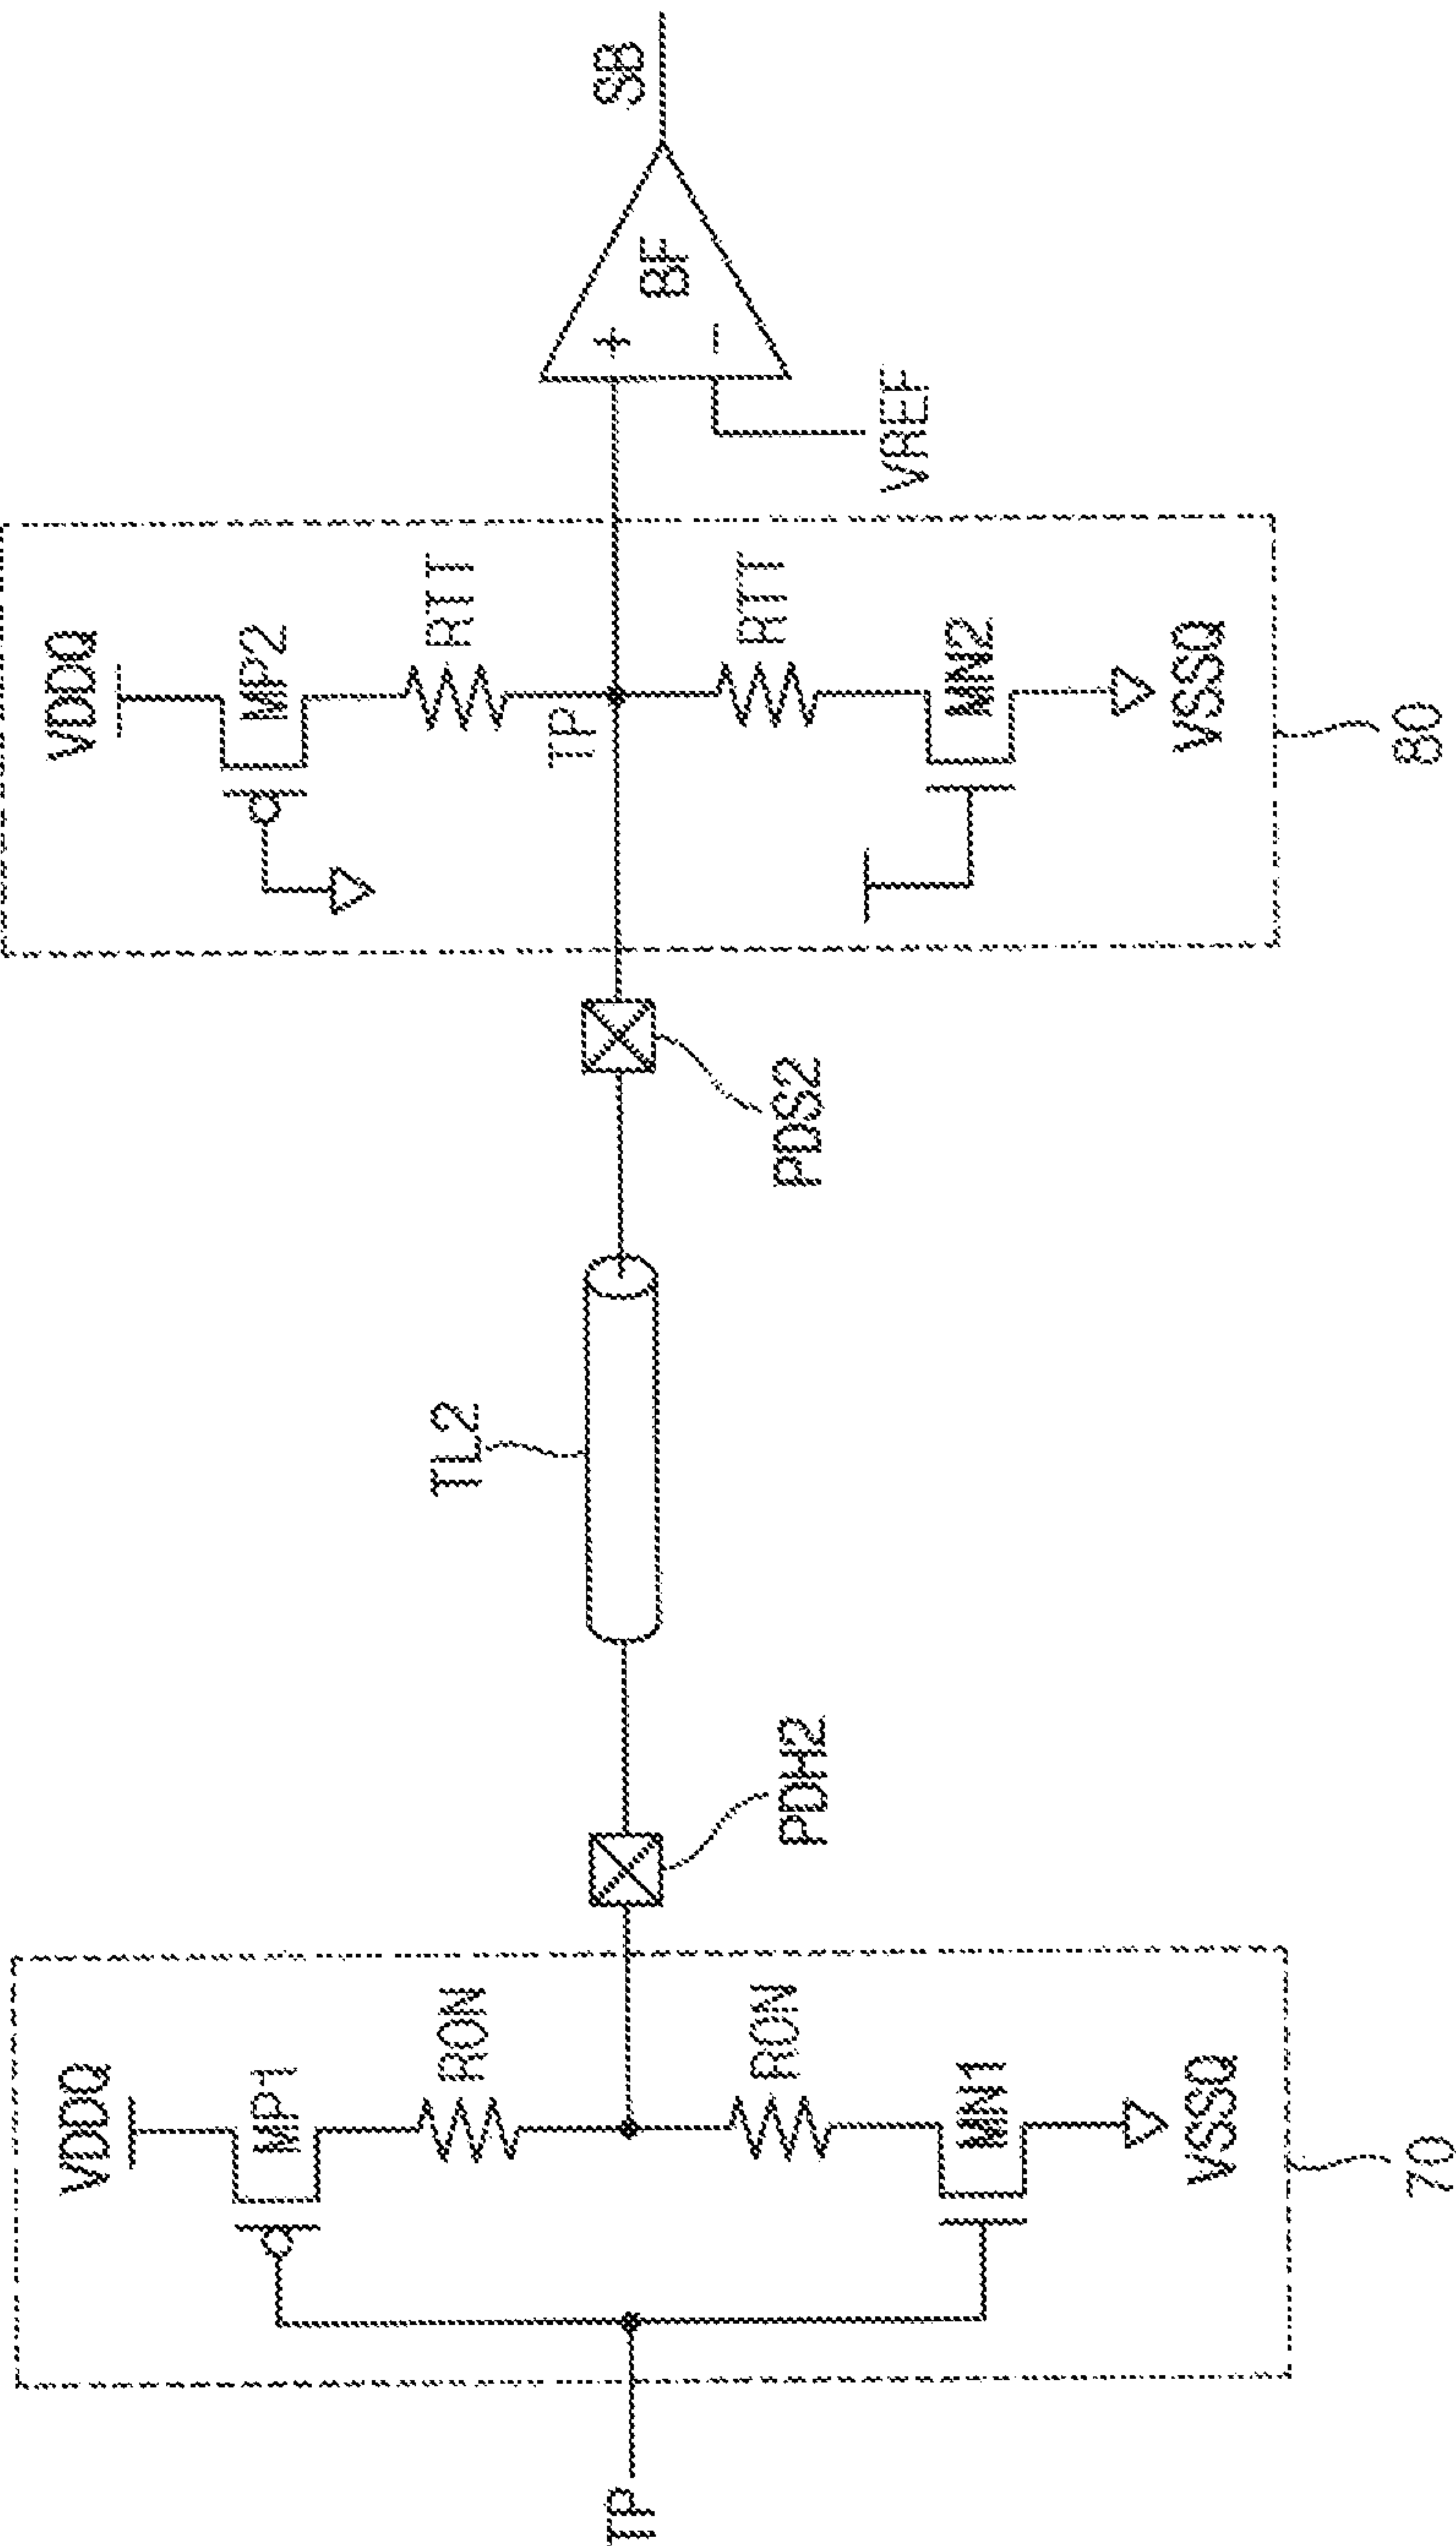 TP
VDDQ
MP1
RON
RON
MN1
VSSQ
70
PDH2
TL2
PDS2
VDDQ
MP2
RTT
TP
RTT
MN2
VSSQ
80
VREF
+
BF
−
SB